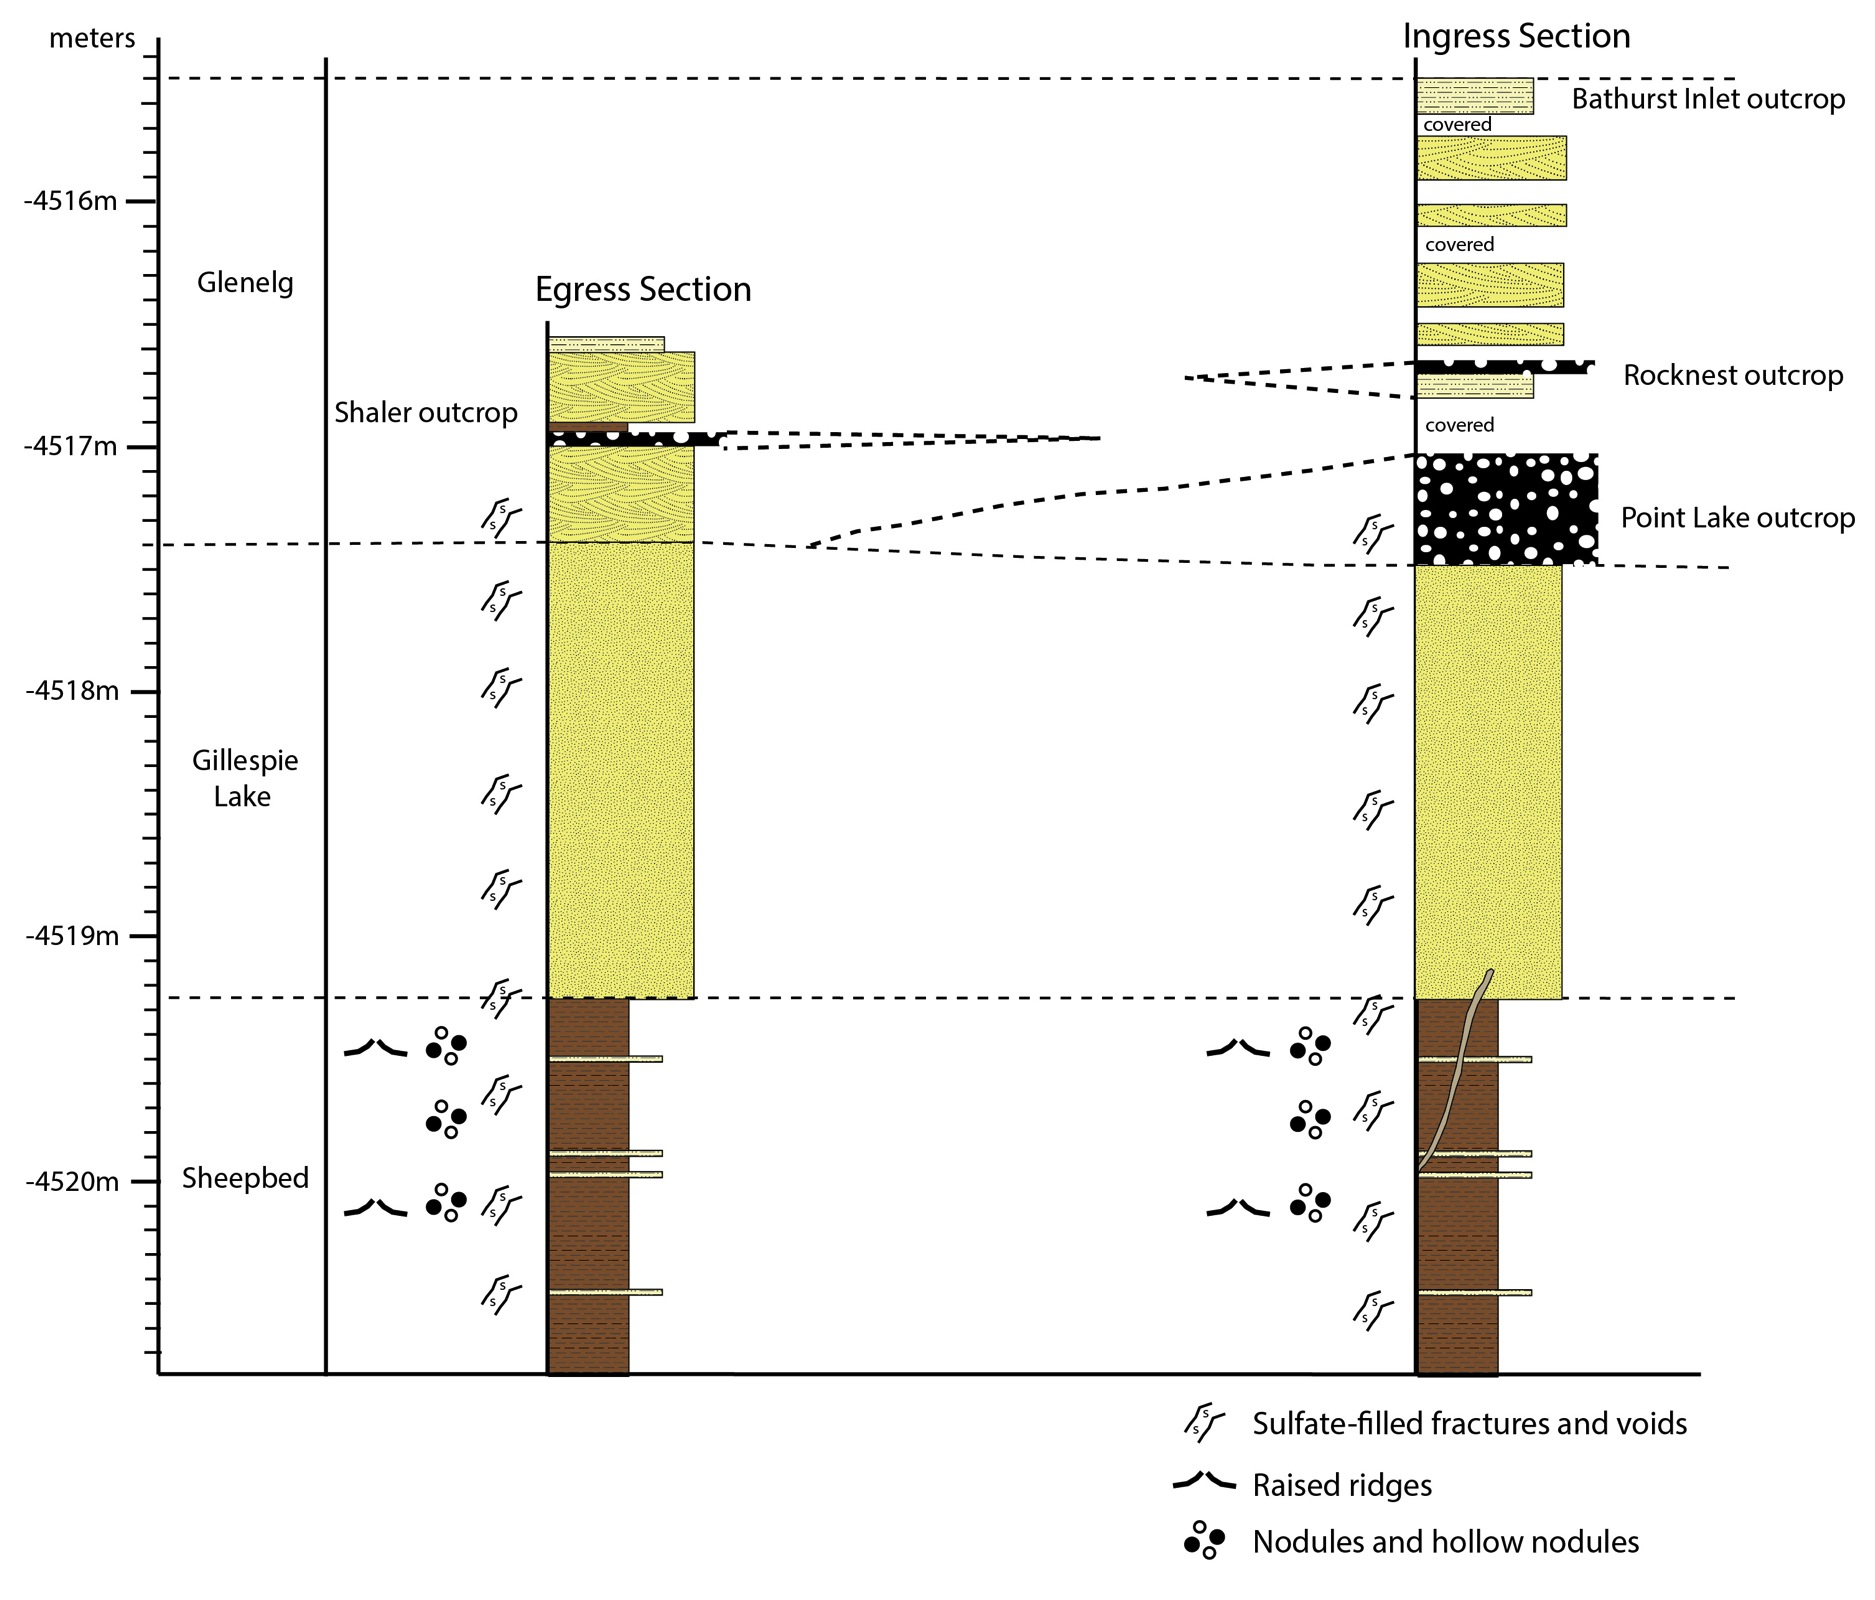 meters
Ingress Section
Bathurst Inlet outcrop
covered
-4516m
covered
Glenelg
Egress Section
Rocknest outcrop
Shaler outcrop
covered
-4517m
Point Lake outcrop
s
s
s
s
s
s
s
s
-4518m
s
s
s
s
Gillespie
Lake
s
s
s
s
s
s
s
s
-4519m
s
s
s
s
s
s
s
s
Sheepbed
-4520m
s
s
s
s
s
s
s
s
s
s
Sulfate-filled fractures and voids
Raised ridges
Nodules and hollow nodules